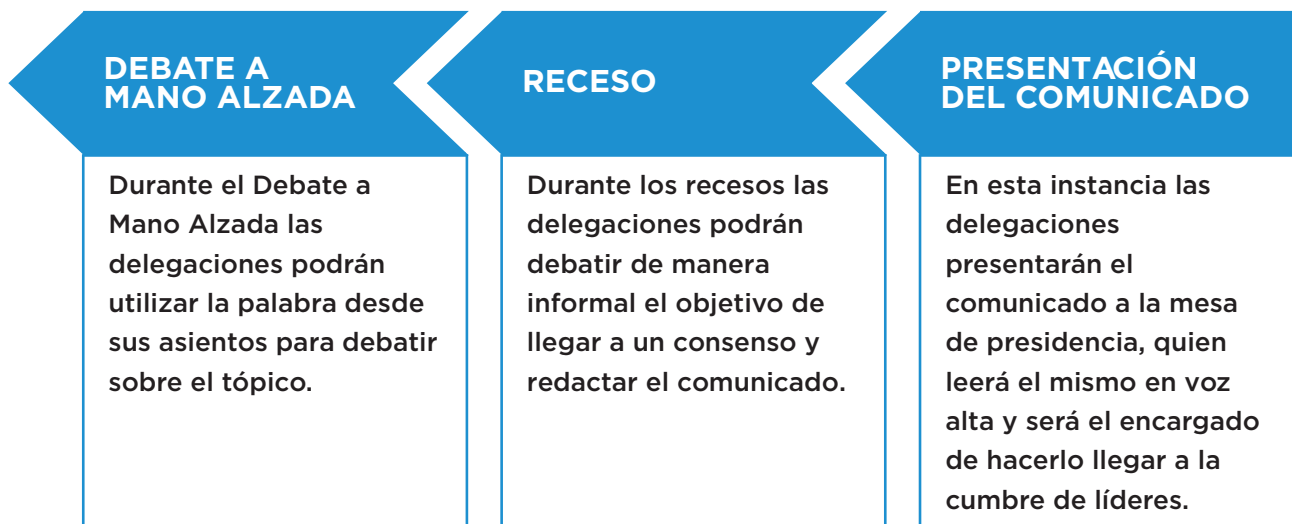 DEBATE A
MANO ALZADA
Durante el Debate a
Mano Alzada las
delegaciones podrán
utilizar la palabra desde
sus asientos para debatir
sobre el tópico.
RECESO
Durante los recesos las
delegaciones podrán
debatir de manera
informal el objetivo de
llegar a un consenso y
redactar el comunicado.
PRESENTACIÓN
DEL COMUNICADO
En esta instancia las
delegaciones
presentarán el
comunicado a la mesa
de presidencia, quien
leerá el mismo en voz
alta y será el encargado
de hacerlo llegar a la
cumbre de líderes.